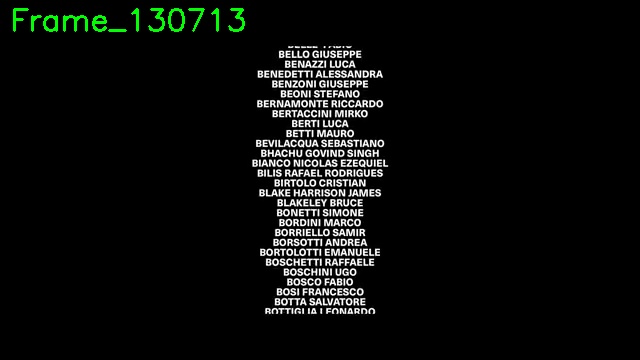 Frame_130713
BELLO GIUSEPPE
BENAZZI LUCA
BENEDETTI ALESSANDRA
BENZONI GIUSEPPE
BEONI STEFANO
BERNAMONTE RICCARDO
BERTACCINI MIRKO
BERTI LUCA
BETTI MAURO
BEVILACQUA SEBASTIANO
BHACHU GOVIND SINGH
BIANCO NICOLAS EZEQUIEL
BILIS RAFAEL RODRIGUES
BIRTOLO CRISTIAN
BLAKE HARRISON JAMES
BLAKELEY BRUCE
BONETTI SIMONE
BORDINI MARCO
BORRIELLO SAMIR
BORSOTTI ANDREA
BORTOLOTTI EMANUELE
BOSCHETTI RAFFAELE
BOSCHINI UGO
BOSCO FABIO
BOSI FRANCESCO
BOTTA SALVATORE
BOTTIGLIA LEONARDO